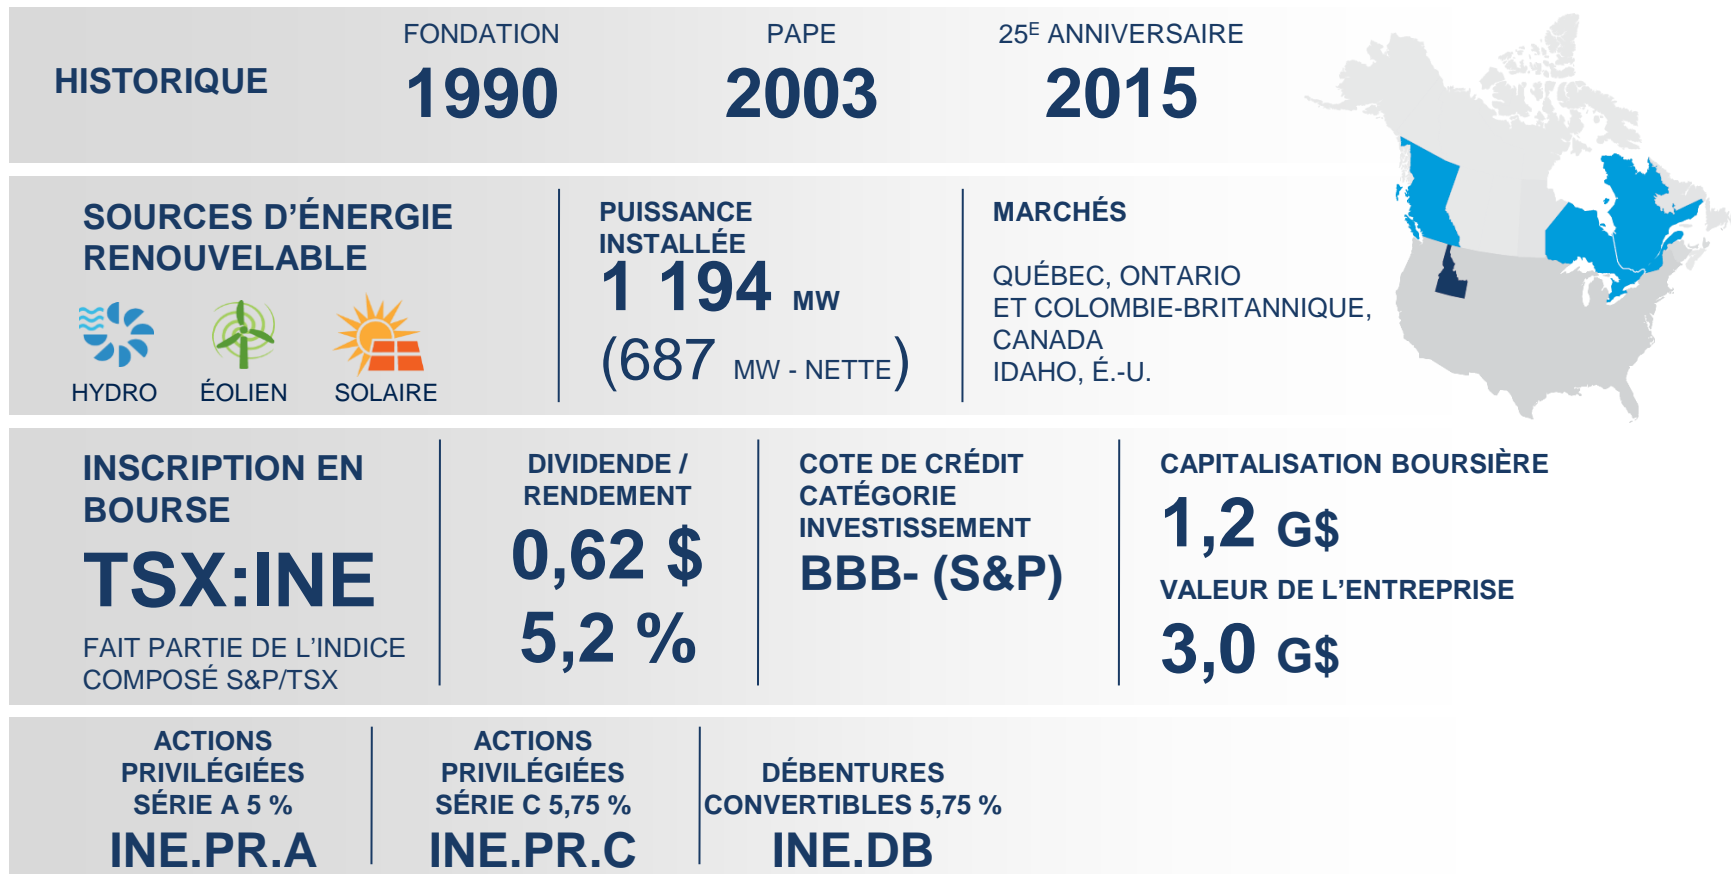 HISTORIQUE
FONDATION
1990
PAPE
2003
25E ANNIVERSAIRE
2015
SOURCES D’ÉNERGIE
RENOUVELABLE
HYDRO
ÉOLIEN
SOLAIRE
PUISSANCE
INSTALLÉE
1 194 MW
(687 MW - NETTE)
MARCHÉS
QUÉBEC, ONTARIO
ET COLOMBIE-BRITANNIQUE,
CANADA
IDAHO, É.-U.
INSCRIPTION EN
BOURSE
TSX:INE
FAIT PARTIE DE L’INDICE
COMPOSÉ S&P/TSX
DIVIDENDE /
RENDEMENT
0,62 $
5,2 %
COTE DE CRÉDIT
CATÉGORIE
INVESTISSEMENT
BBB- (S&P)
CAPITALISATION BOURSIÈRE
1,2 G$
VALEUR DE L’ENTREPRISE
3,0 G$
ACTIONS
PRIVILÉGIÉES
SÉRIE A 5 %
INE.PR.A
ACTIONS
PRIVILÉGIÉES
SÉRIE C 5,75 %
INE.PR.C
DÉBENTURES
CONVERTIBLES 5,75 %
INE.DB